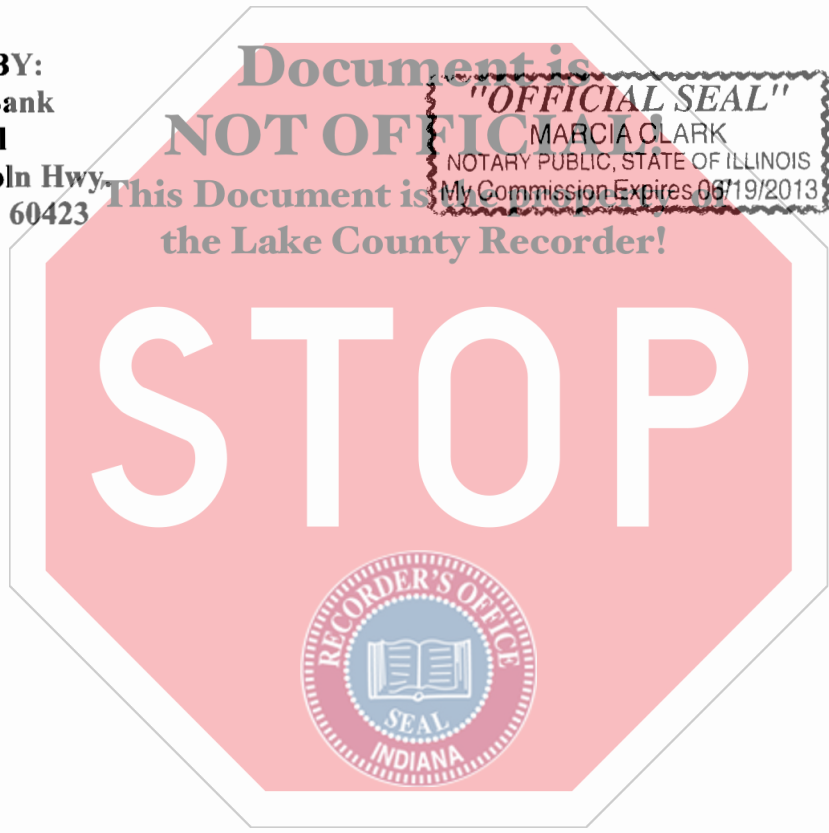 BY:
ank
ln Hwy.
60423
Document is
NOT OFFICIAL!
This Document is the property of
the Lake County Recorder!
"OFFICIAL SEAL"
MARCIA CLARK
NOTARY PUBLIC, STATE OF ILLINOIS
My Commission Expires 06/19/2013
STOP
RECORDER'S OFFICE
SEAL
INDIANA